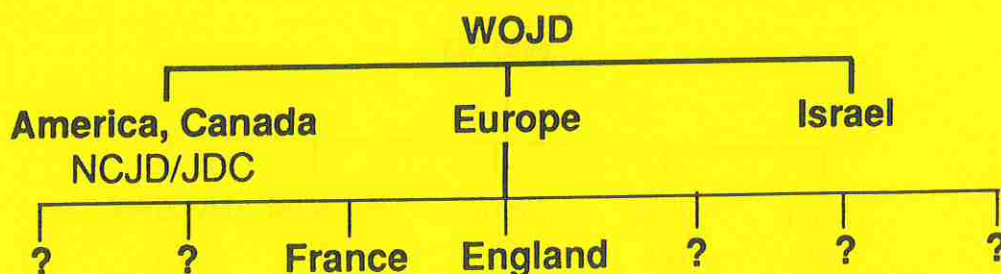 WOJD
America, Canada Europe Israel
NCJD/JDC
? ? France England ? ? ?